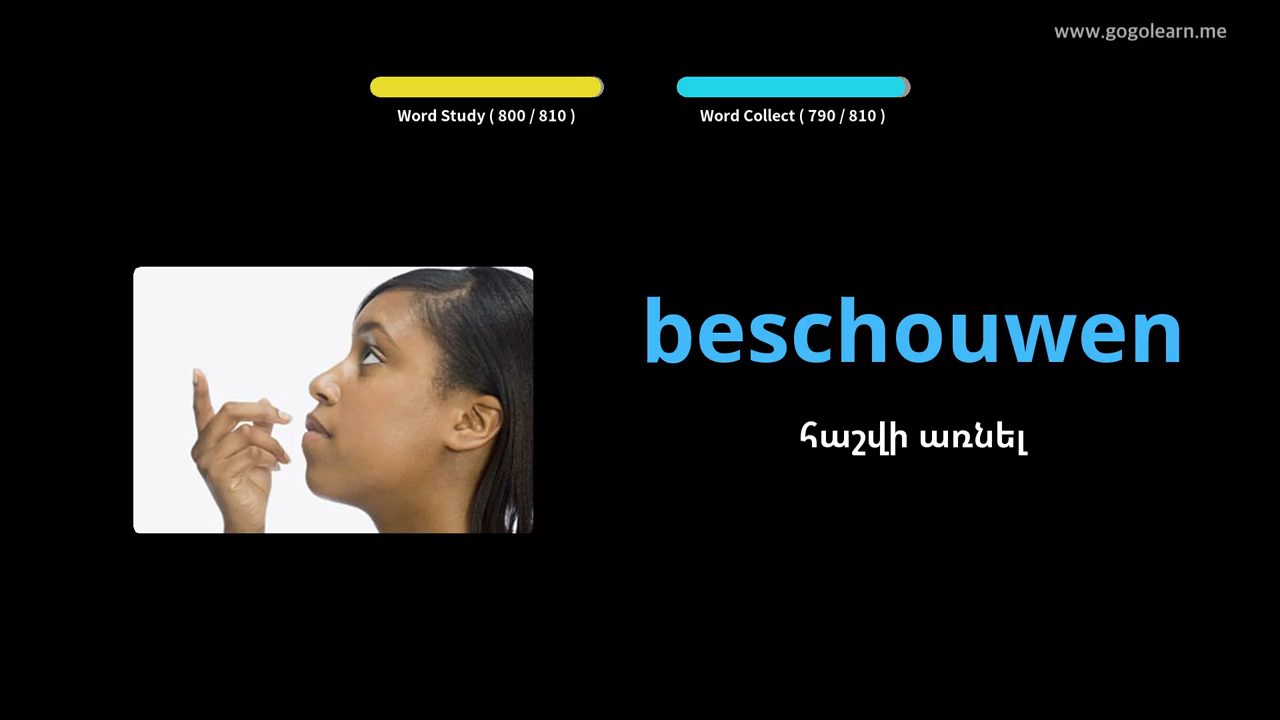 www.gogolearn.me
Word Study ( 800 / 810 )
Word Collect ( 790 / 810 )
beschouwen
հաշվի առնել